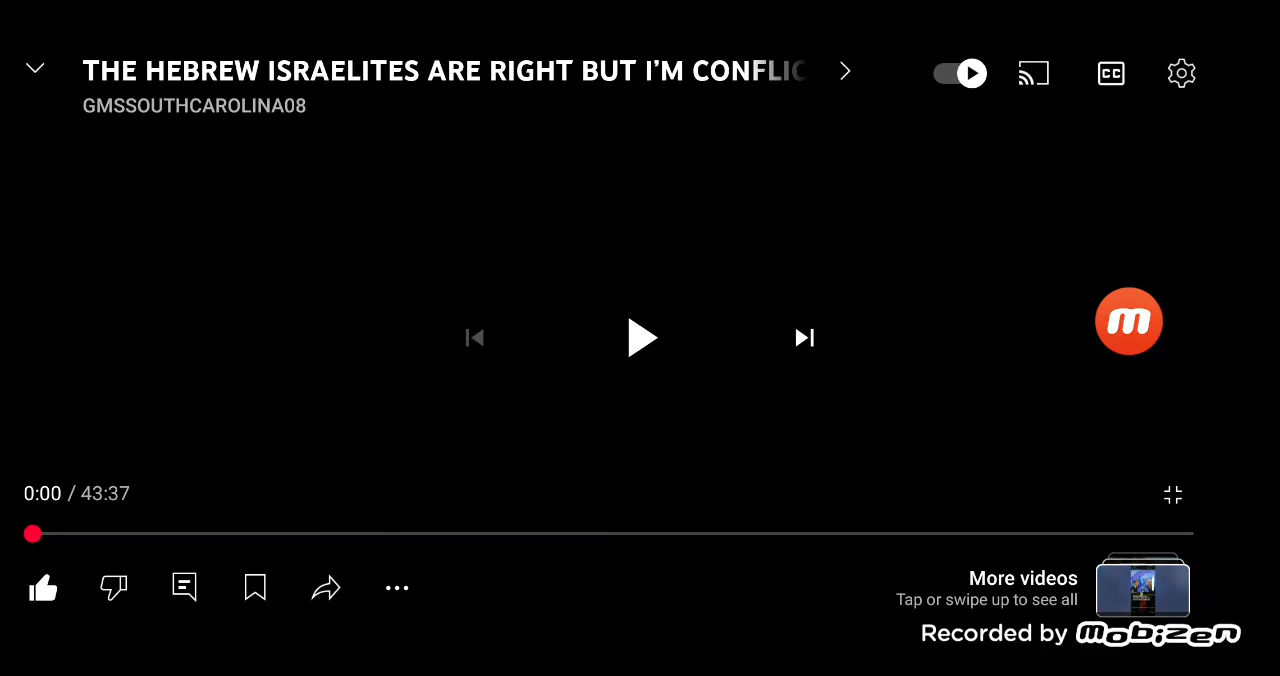 THE HEBREW ISRAELITES ARE RIGHT BUT I'M CONFLIC
GMSSOUTHCAROLINA08
CC
m
0:00 / 43:37
More videos
Tap or swipe up to see all
Recorded by mobizen